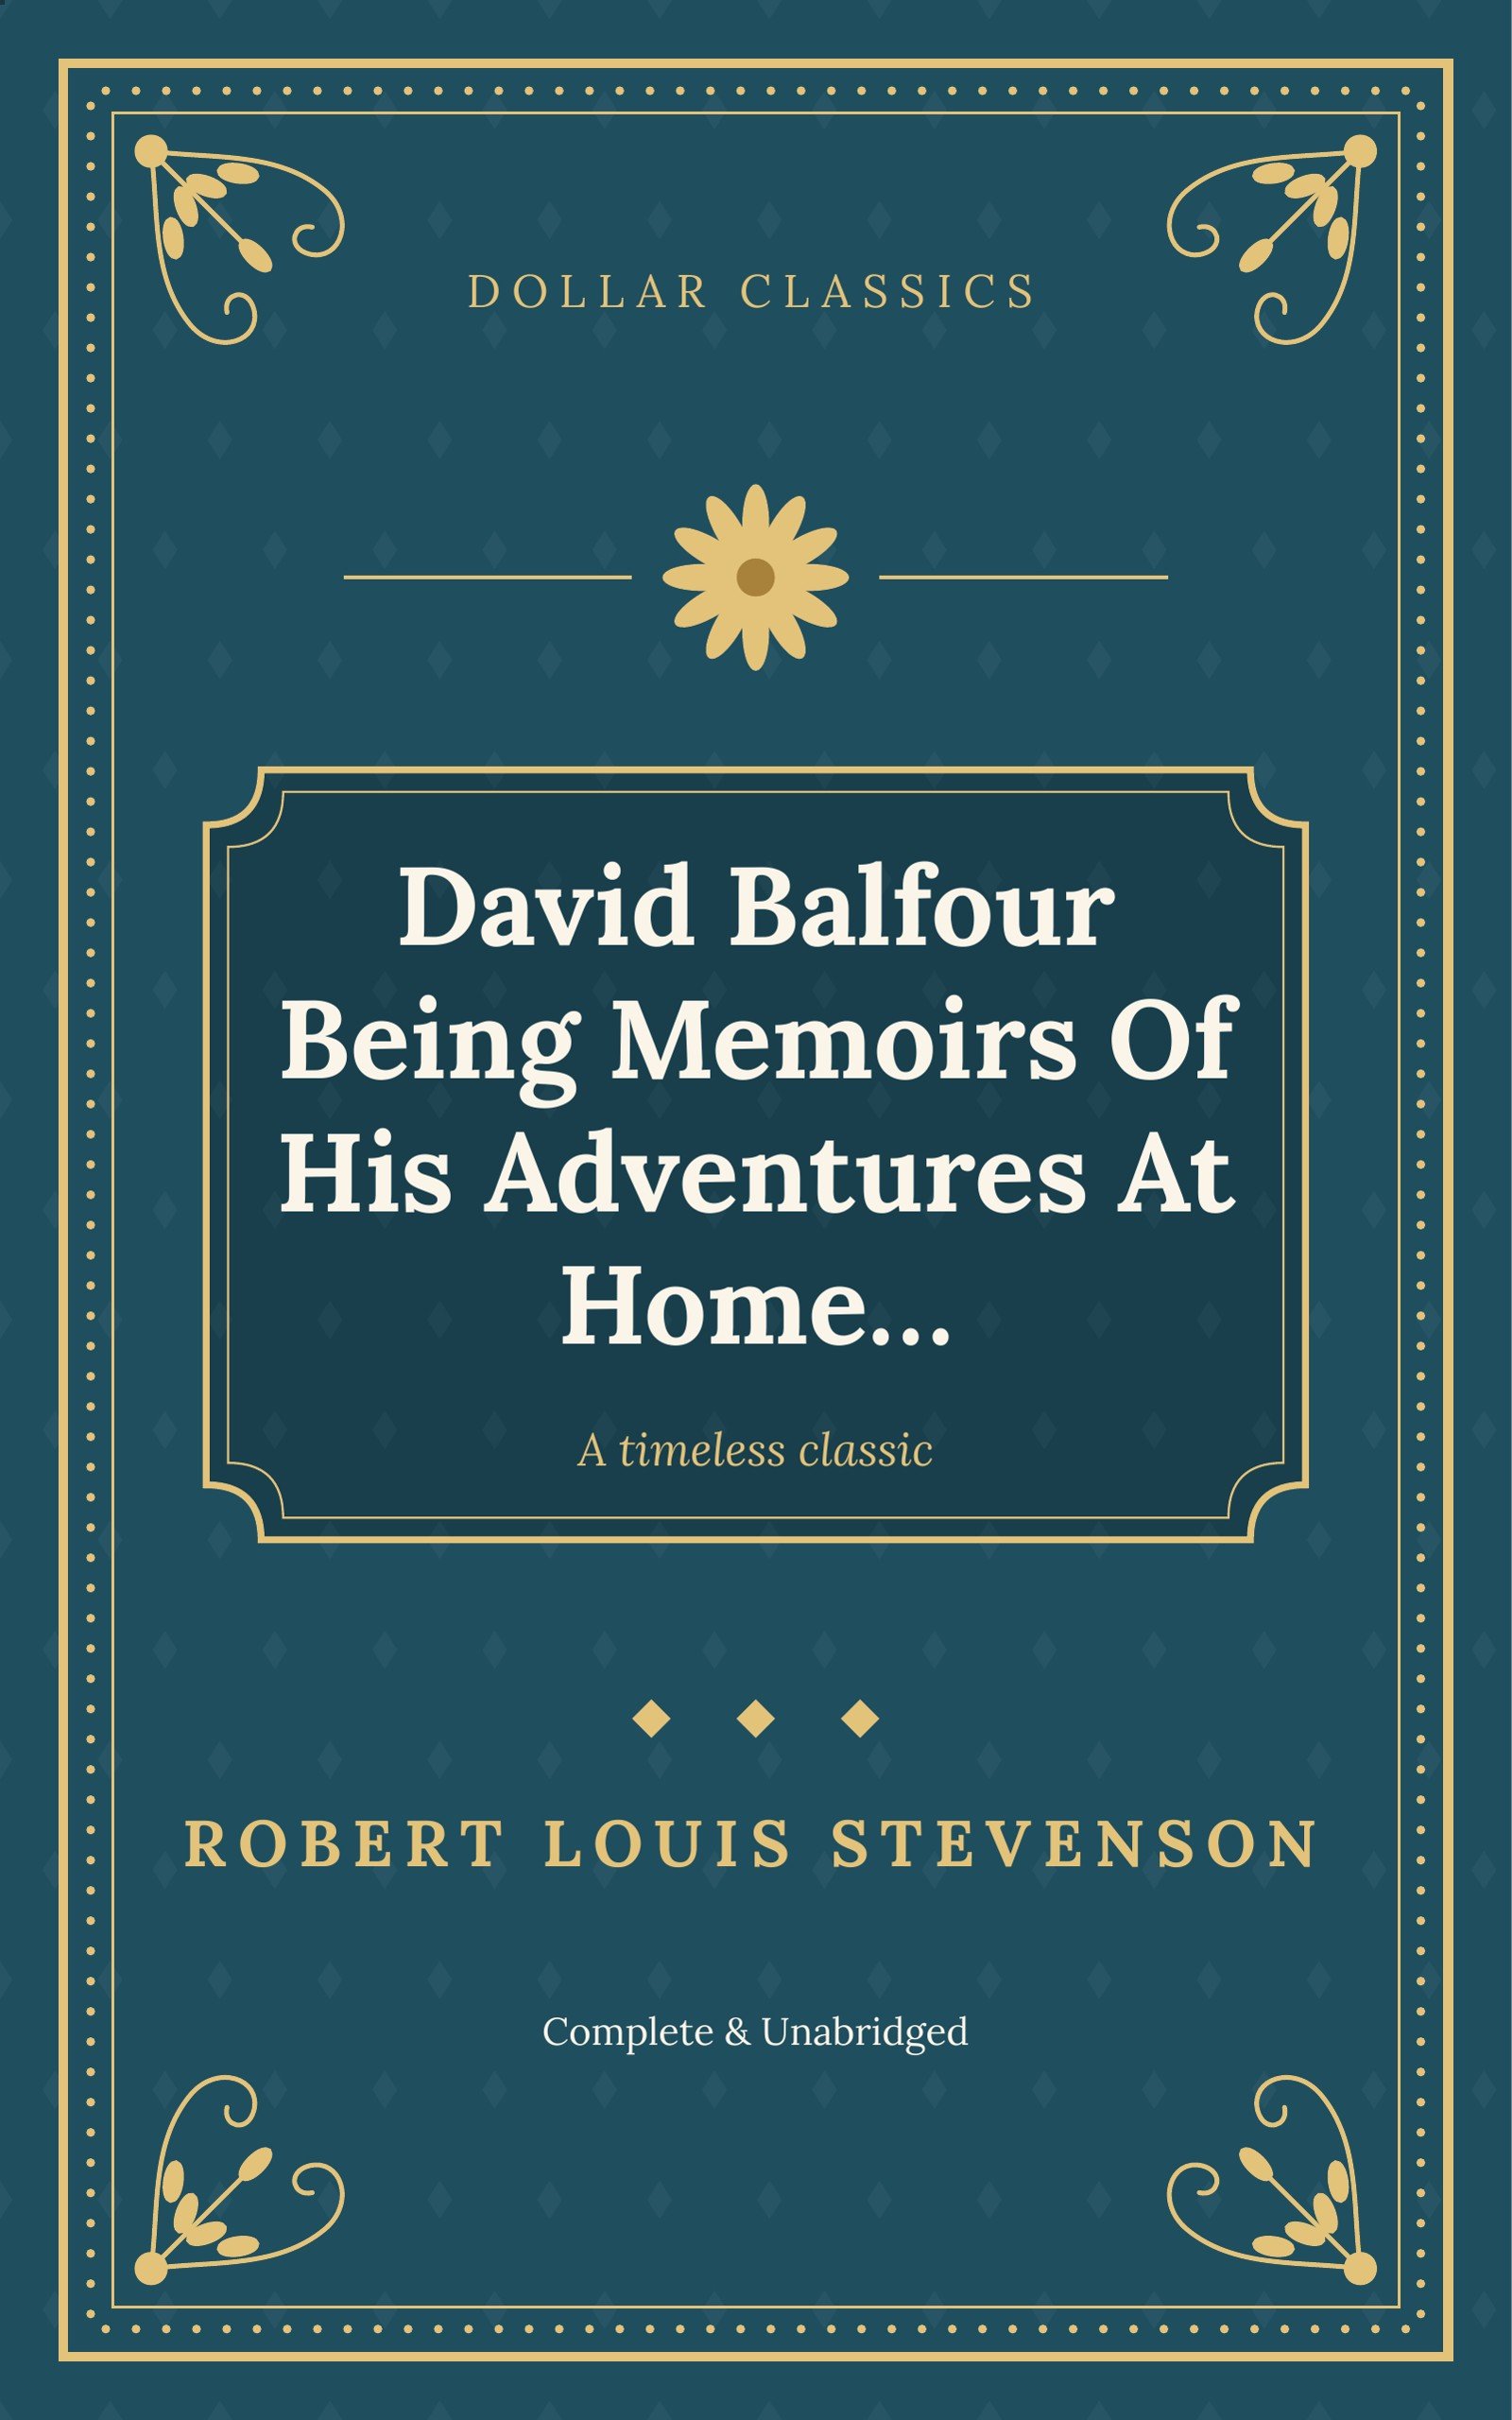 DOLLAR CLASSICS
David Balfour
Being Memoirs Of
His Adventures At
Home...
A timeless classic
ROBERT LOUIS STEVENSON
Complete & Unabridged